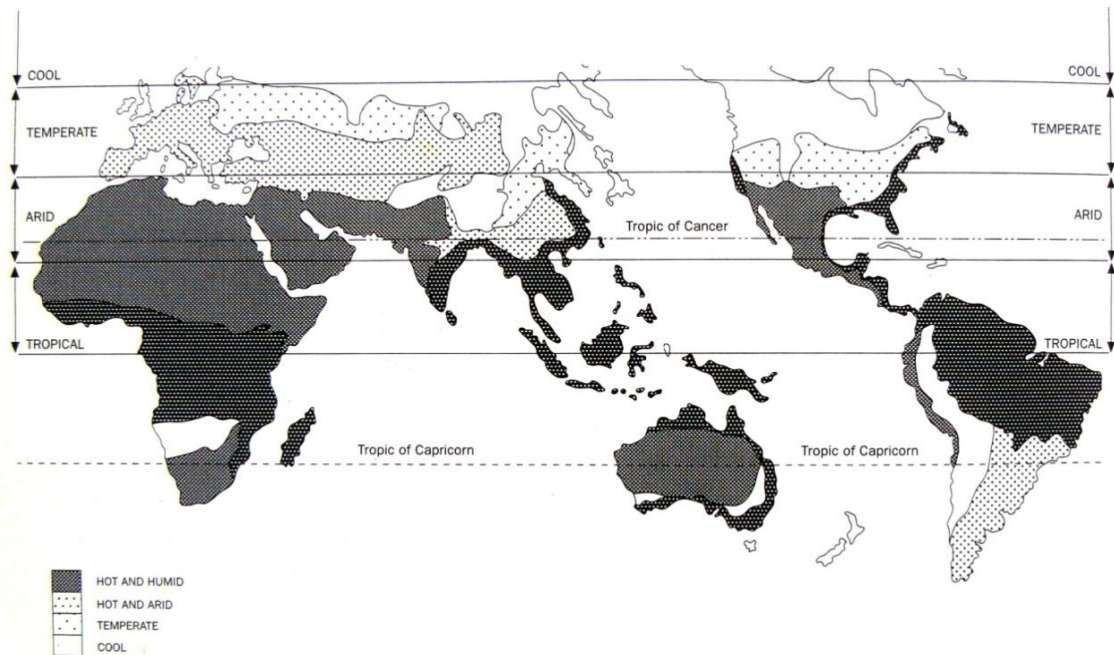 COOL
COOL
TEMPERATE
TEMPERATE
ARID
ARID
Tropic of Cancer
TROPICAL
TROPICAL
Tropic of Capricorn
Tropic of Capricorn
HOT AND HUMID
HOT AND ARID
TEMPERATE
COOL